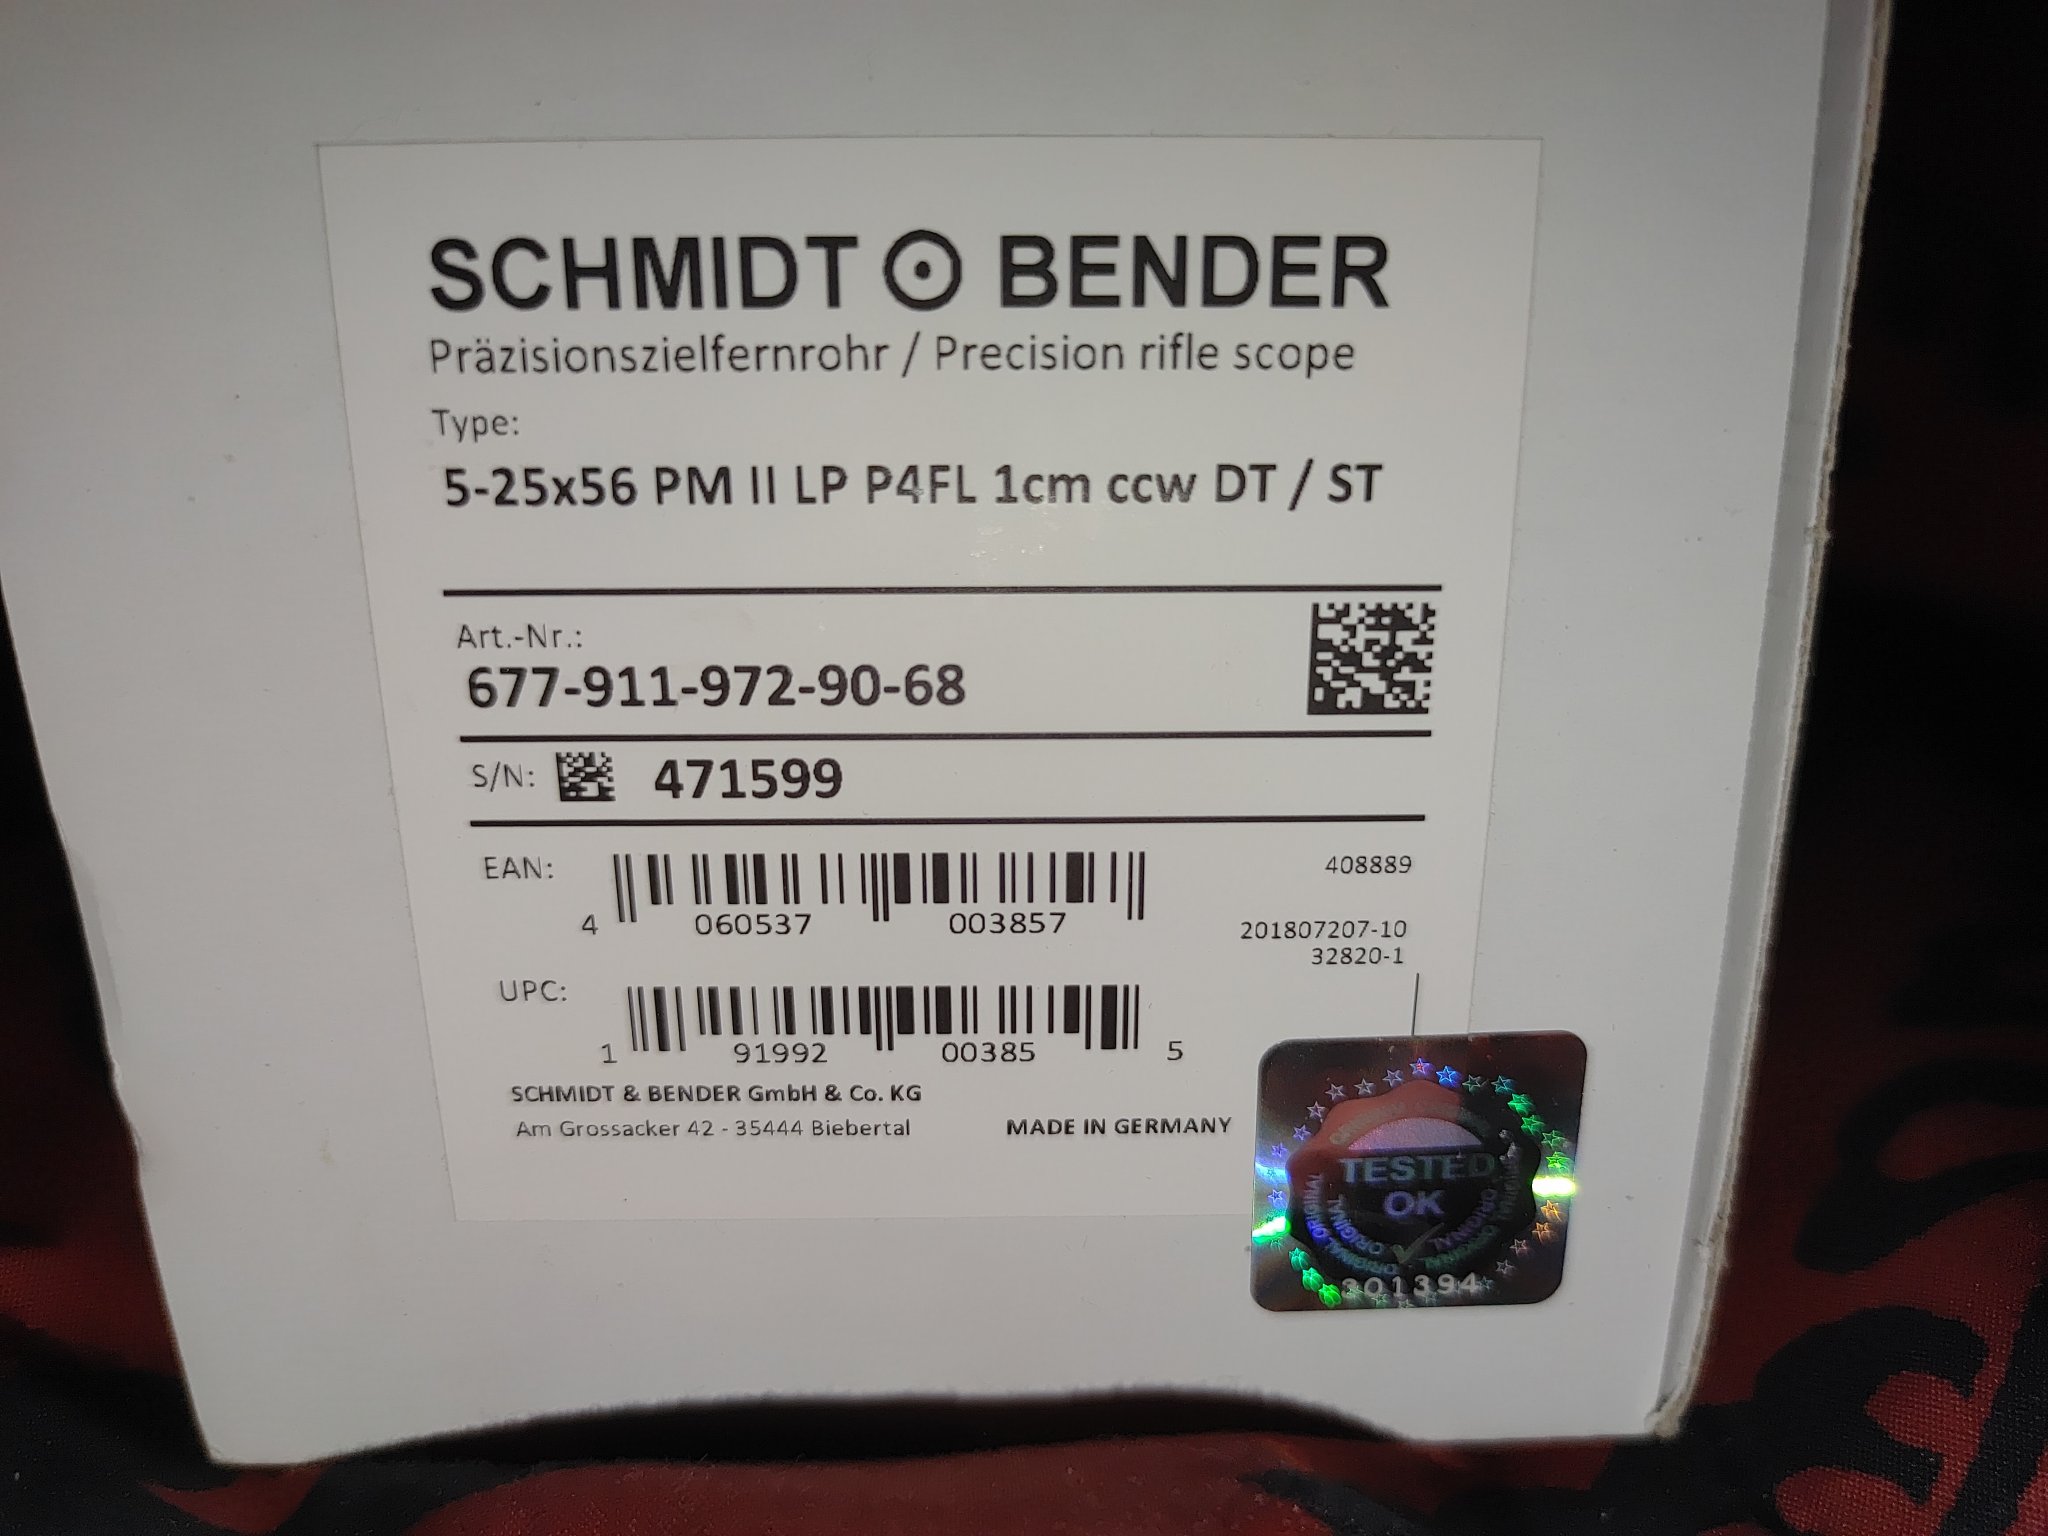 SCHMIDT BENDER
Präzisionszielfernrohr / Precision rifle scope
Type:
5-25x56 PM II LP P4FL 1cm ccw DT / ST
Art.-Nr.:
677-911-972-90-68
S/N: 471599
EAN:
408889
4 060537 003857
201807207-10
32820-1
UPC:
1 91992 00385 5
SCHMIDT & BENDER GmbH & Co. KG
Am Grossacker 42 - 35444 Biebertal
MADE IN GERMANY
TESTED
OK
ORIGINAL ORIGINAL
301394